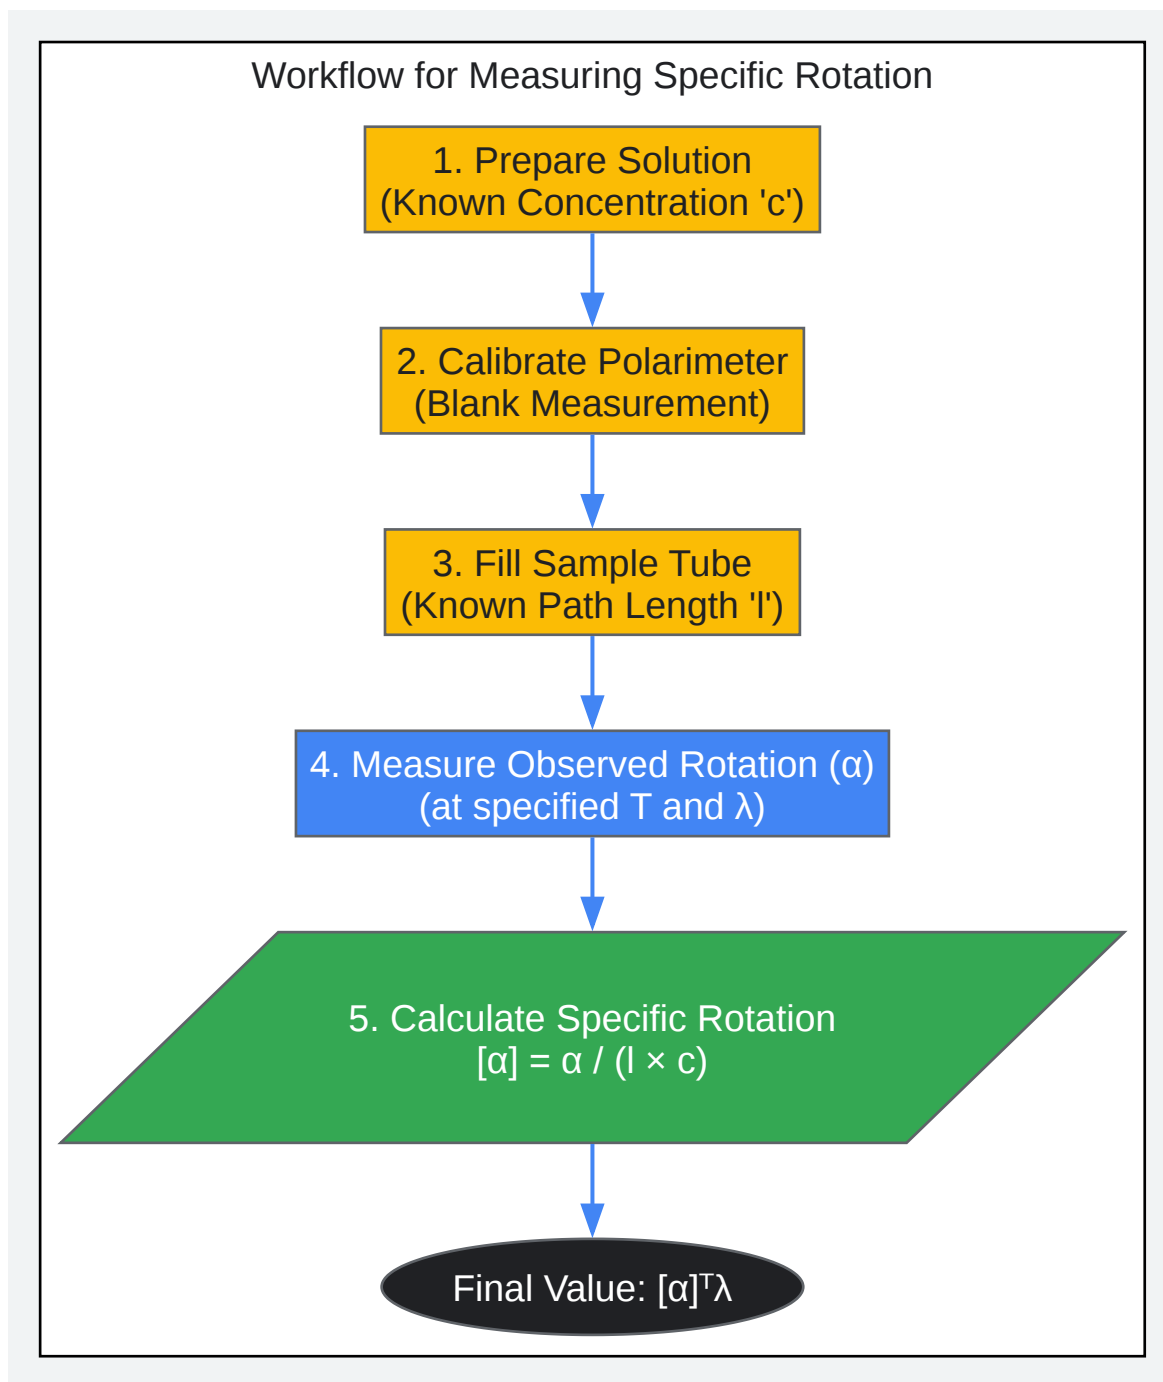 Workflow for Measuring Specific Rotation
1. Prepare Solution
(Known Concentration 'c')
2. Calibrate Polarimeter
(Blank Measurement)
3. Fill Sample Tube
(Known Path Length 'l')
4. Measure Observed Rotation (α)
(at specified T and λ)
5. Calculate Specific Rotation
[α] = α / (l × c)
Final Value: [α]ᵀλ